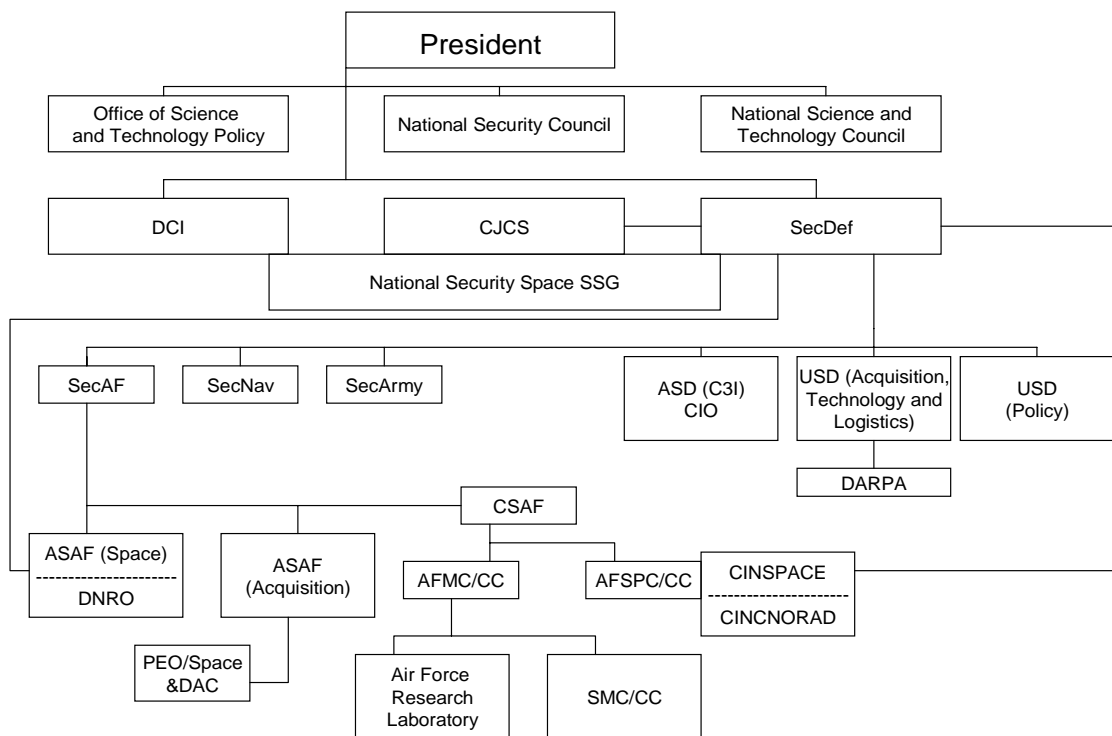 President
Office of Science
and Technology Policy
National Security Council
National Science and
Technology Council
DCI
CJCS
SecDef
National Security Space SSG
SecAF
SecNav
SecArmy
ASD (C3I)
CIO
USD (Acquisition,
Technology and
Logistics)
USD
(Policy)
DARPA
CSAF
ASAF (Space)
DNRO
ASAF
(Acquisition)
AFMC/CC
AFSPC/CC
CINSPACE
CINCNORAD
PEO/Space
&DAC
Air Force
Research
Laboratory
SMC/CC